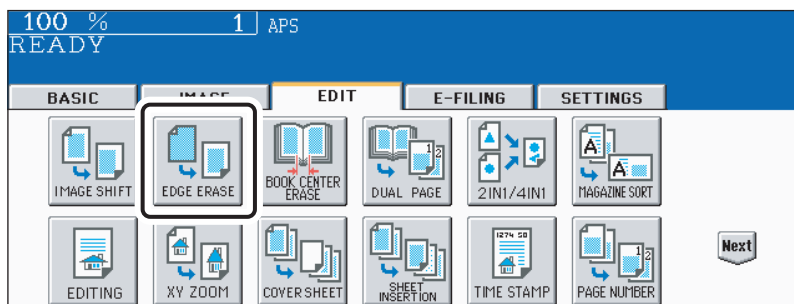 100 % 1 APS
READY
BASIC IMAGE EDIT E-FILING SETTINGS
IMAGE SHIFT EDGE ERASE BOOK CENTER ERASE DUAL PAGE 2IN1/4IN1 MAGAZINE SORT
EDITING XY ZOOM COVER SHEET SHEET INSERTION TIME STAMP PAGE NUMBER Next